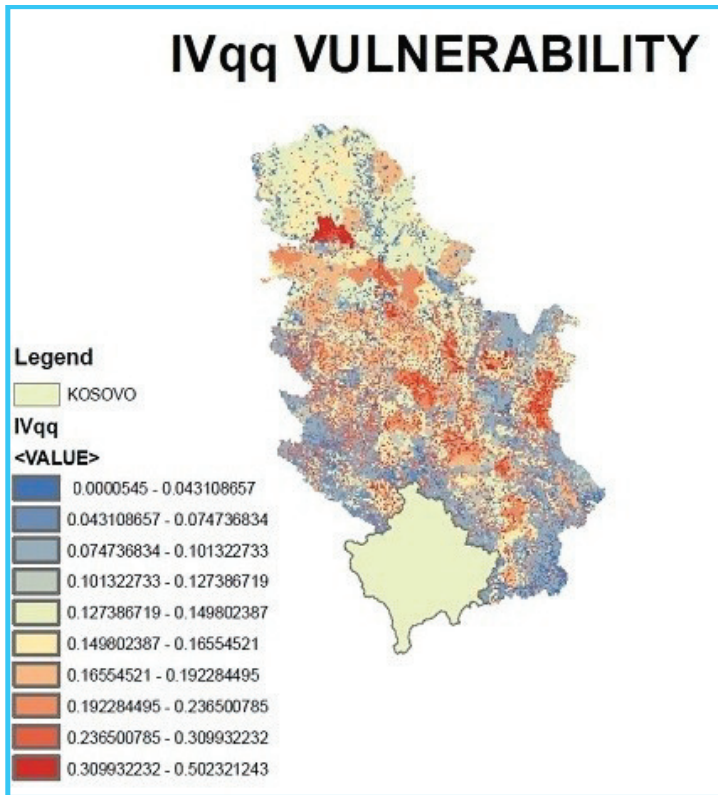 IVqq VULNERABILITY
Legend
KOSOVO
IVqq
<VALUE>
0.0000545 - 0.043108657
0.043108657 - 0.074736834
0.074736834 - 0.101322733
0.101322733 - 0.127386719
0.127386719 - 0.149802387
0.149802387 - 0.16554521
0.16554521 - 0.192284495
0.192284495 - 0.236500785
0.236500785 - 0.309932232
0.309932232 - 0.502321243